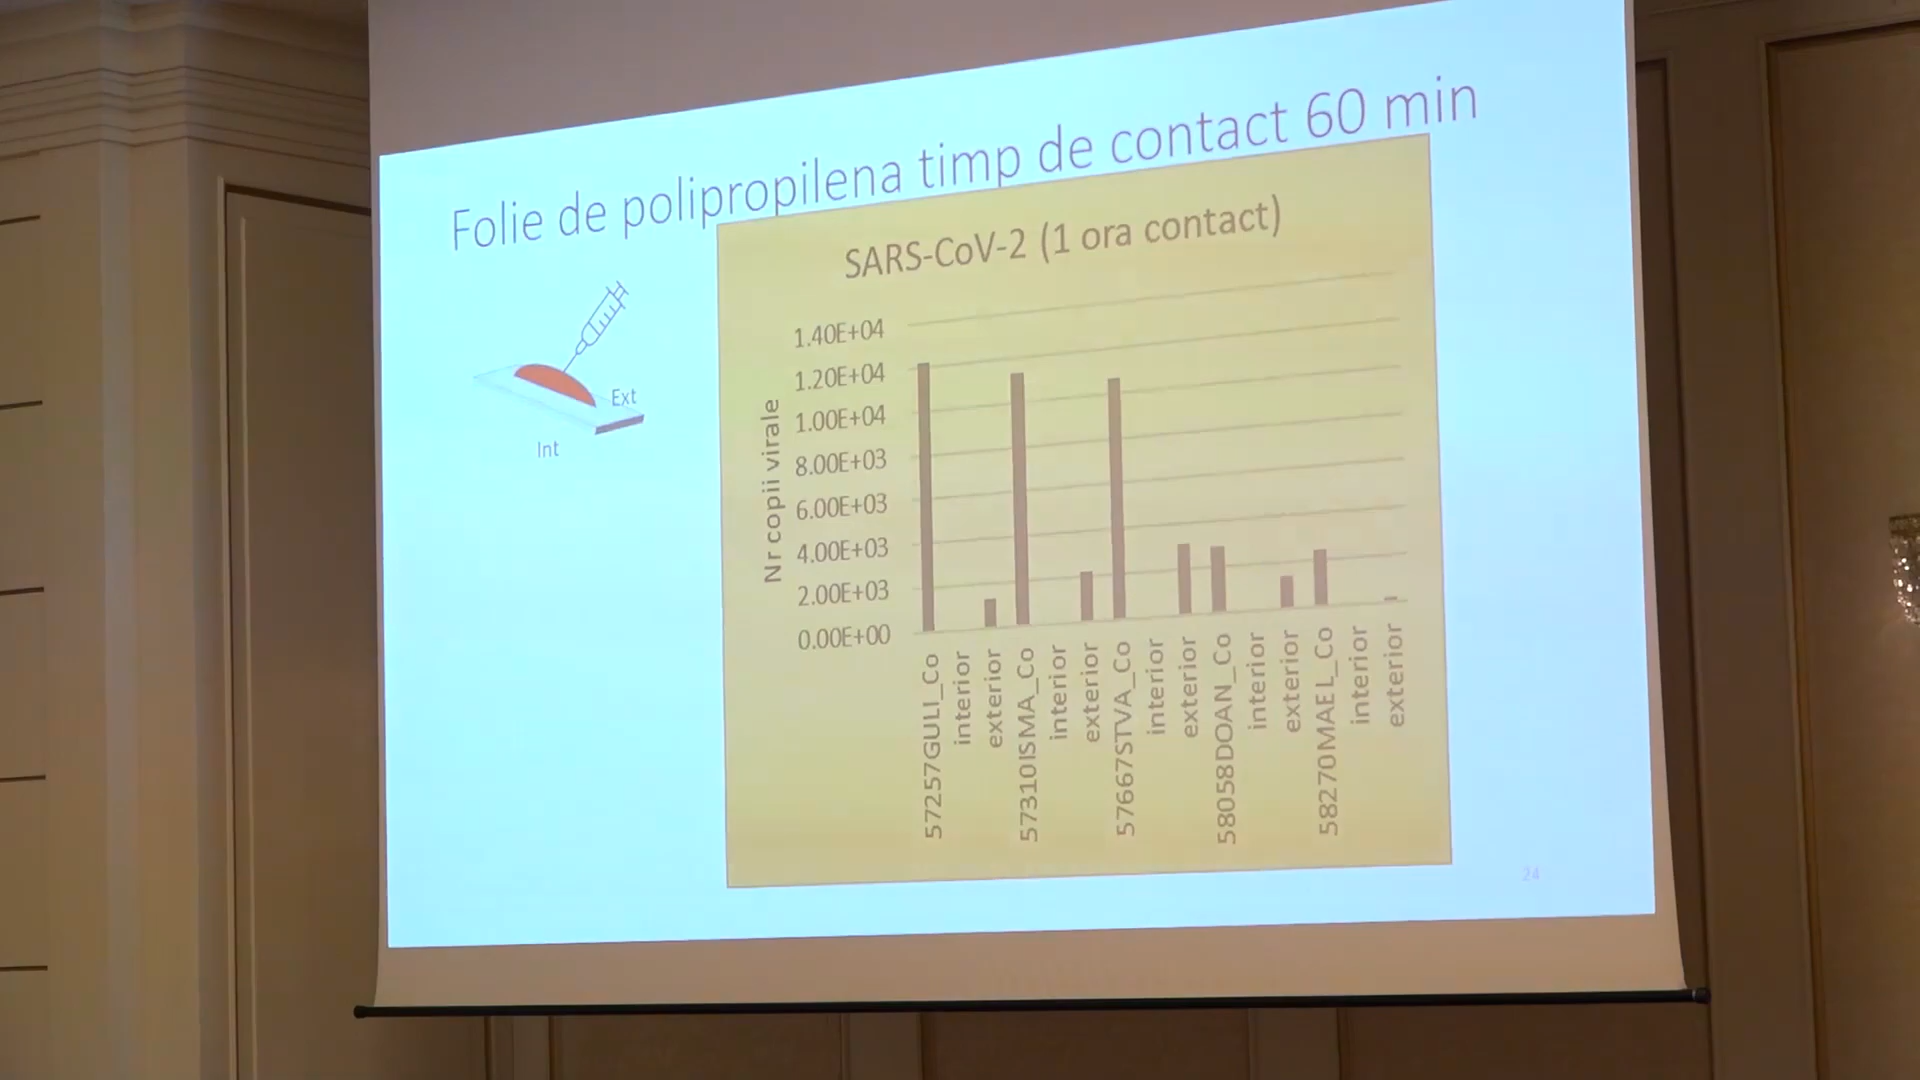 Folie de polipropilena timp de contact 60 min
SARS-CoV-2 (1 ora contact)
Ext
Int
Nr copii virale
1.40E+04
1.20E+04
1.00E+04
8.00E+03
6.00E+03
4.00E+03
2.00E+03
0.00E+00
57257GULI_Co
interior
exterior
57310ISMA_Co
interior
exterior
57667STVA_Co
interior
exterior
58058DOAN_Co
interior
exterior
58270MAEL_Co
interior
exterior
24